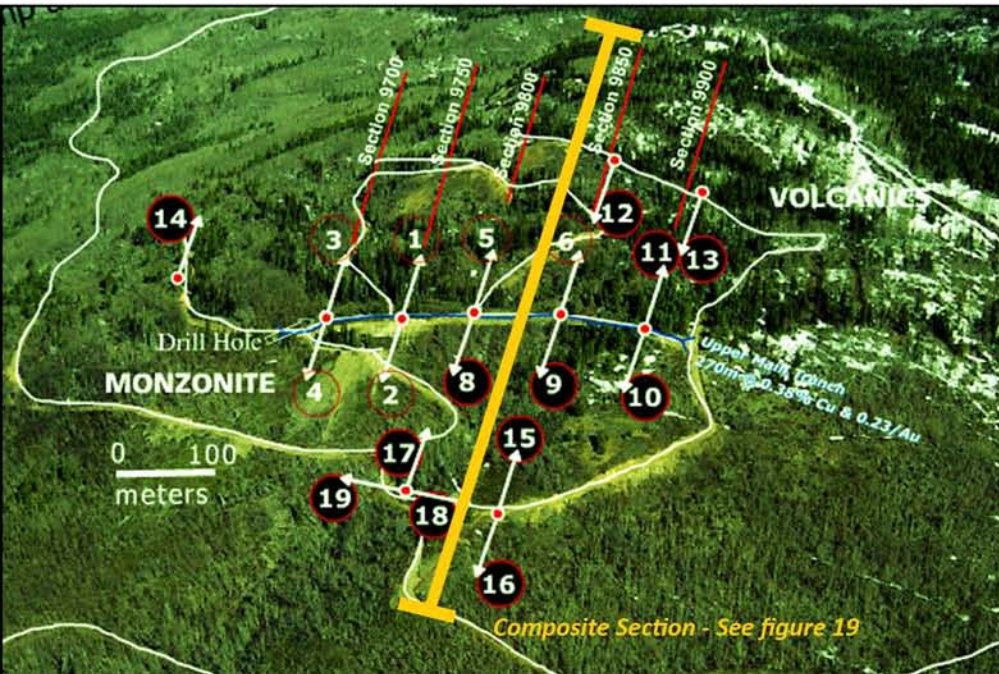 Section 9700
Section 9750
Section 9800
Section 9850
Section 9900
VOLCANICS
14
3
1
5
6
12
11
13
Drill Hole
MONZONITE
4
2
8
9
10
Upper Main Trench
270m @ 0.38% Cu & 0.23/Au
0 100
meters
17
15
19
18
16
Composite Section - See figure 19